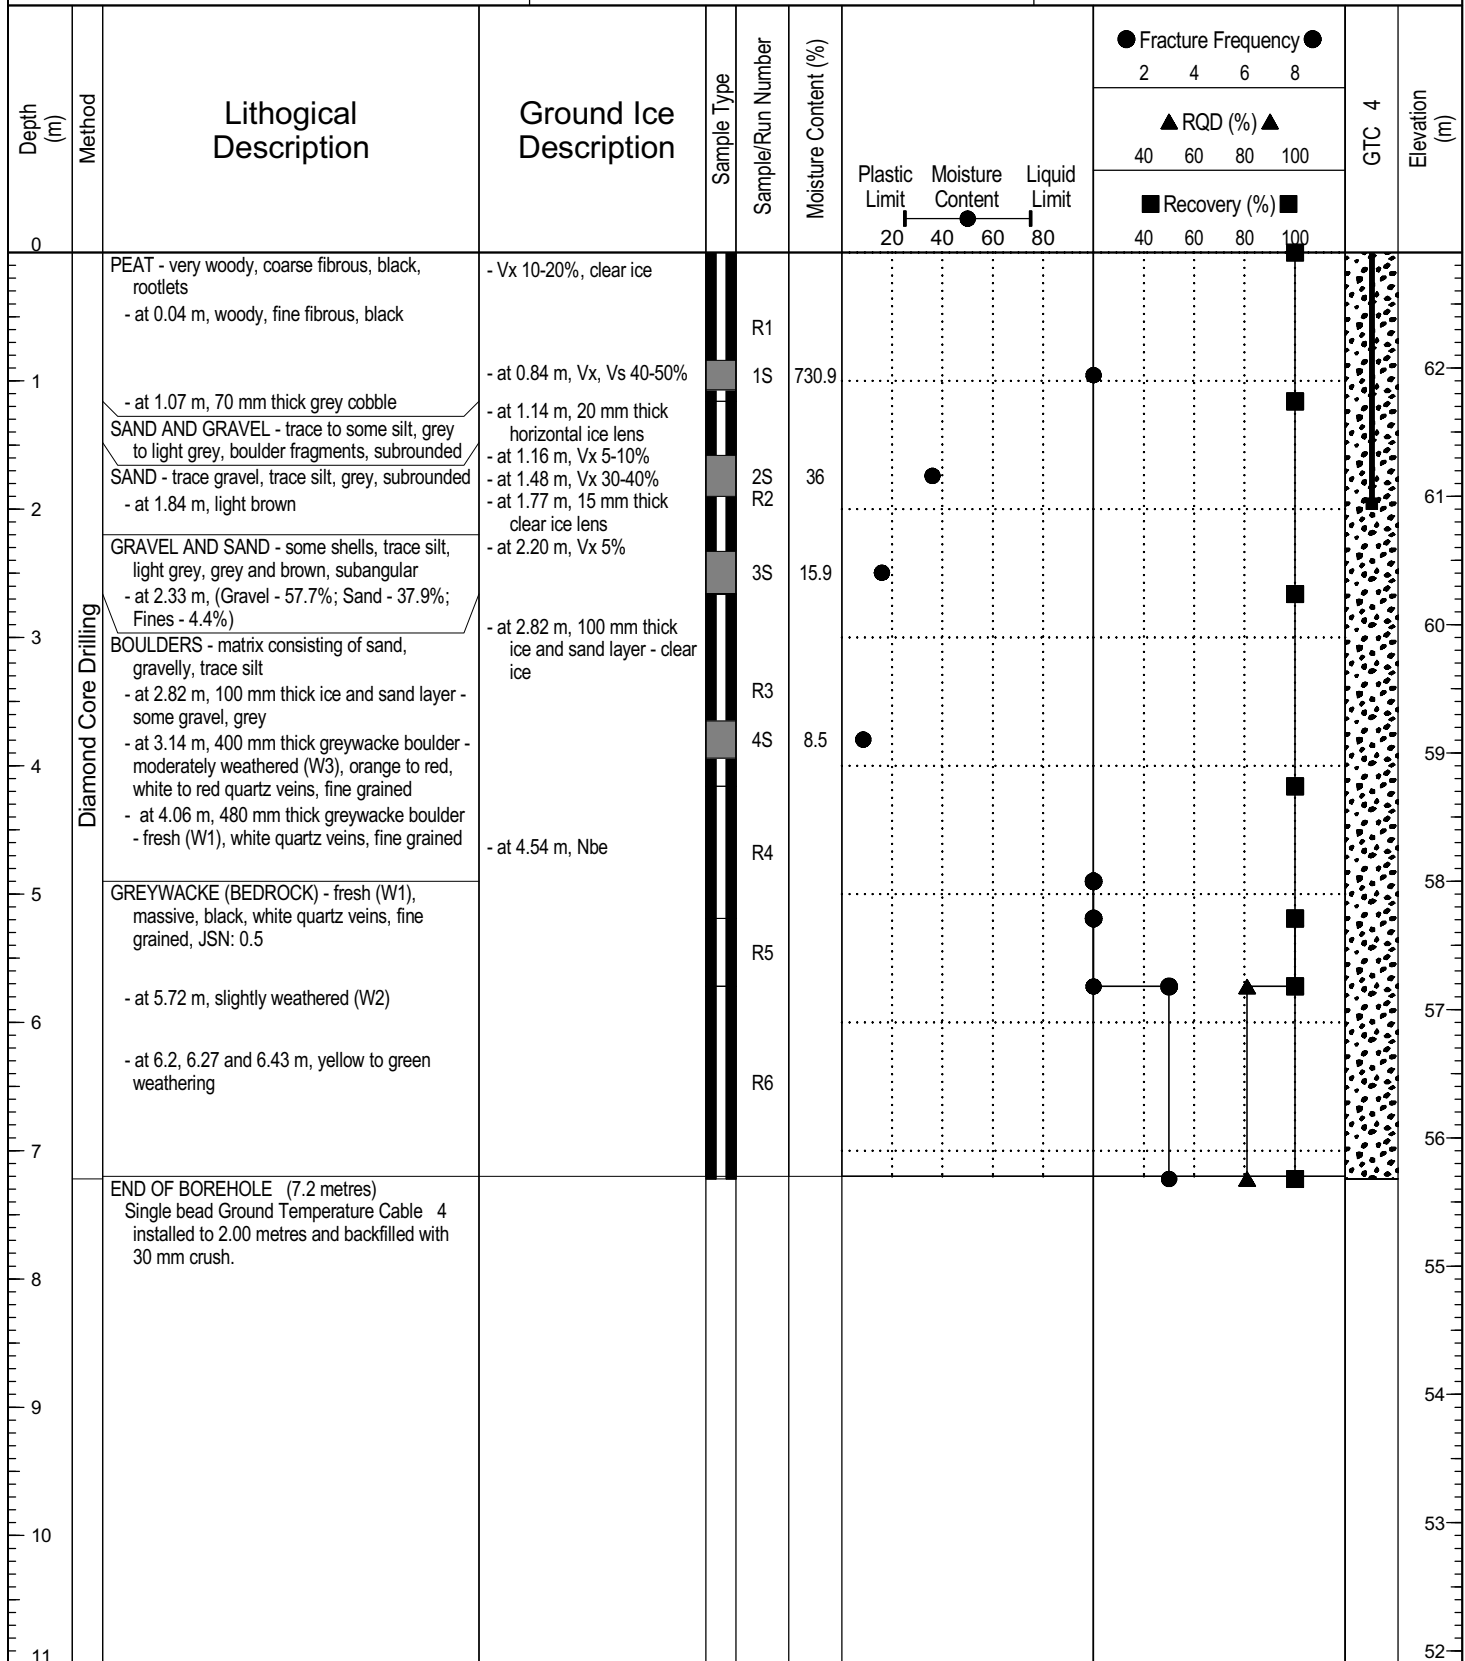 Depth
(m)
Method
Lithogical
Description
Ground Ice
Description
Sample Type
Sample/Run Number
Moisture Content (%)
Plastic
Limit
Moisture
Content
Liquid
Limit
20 40 60 80
Fracture Frequency
2 4 6 8
RQD (%)
40 60 80 100
Recovery (%)
40 60 80 100
GTC 4
Elevation
(m)
0
1
2
3
4
5
6
7
8
9
10
11
Diamond Core Drilling
PEAT - very woody, coarse fibrous, black,
rootlets
- at 0.04 m, woody, fine fibrous, black
- at 1.07 m, 70 mm thick grey cobble
SAND AND GRAVEL - trace to some silt, grey
to light grey, boulder fragments, subrounded
SAND - trace gravel, trace silt, grey, subrounded
- at 1.84 m, light brown
GRAVEL AND SAND - some shells, trace silt,
light grey, grey and brown, subangular
- at 2.33 m, (Gravel - 57.7%; Sand - 37.9%;
Fines - 4.4%)
BOULDERS - matrix consisting of sand,
gravelly, trace silt
- at 2.82 m, 100 mm thick ice and sand layer -
some gravel, grey
- at 3.14 m, 400 mm thick greywacke boulder -
moderately weathered (W3), orange to red,
white to red quartz veins, fine grained
- at 4.06 m, 480 mm thick greywacke boulder
- fresh (W1), white quartz veins, fine grained
GREYWACKE (BEDROCK) - fresh (W1),
massive, black, white quartz veins, fine
grained, JSN: 0.5
- at 5.72 m, slightly weathered (W2)
- at 6.2, 6.27 and 6.43 m, yellow to green
weathering
END OF BOREHOLE (7.2 metres)
Single bead Ground Temperature Cable 4
installed to 2.00 metres and backfilled with
30 mm crush.
- Vx 10-20%, clear ice
- at 0.84 m, Vx, Vs 40-50%
- at 1.14 m, 20 mm thick
horizontal ice lens
- at 1.16 m, Vx 5-10%
- at 1.48 m, Vx 30-40%
- at 1.77 m, 15 mm thick
clear ice lens
- at 2.20 m, Vx 5%
- at 2.82 m, 100 mm thick
ice and sand layer - clear
ice
- at 4.54 m, Nbe
R1
1S 730.9
2S 36
R2
3S 15.9
R3
4S 8.5
R4
R5
R6
62
61
60
59
58
57
56
55
54
53
52